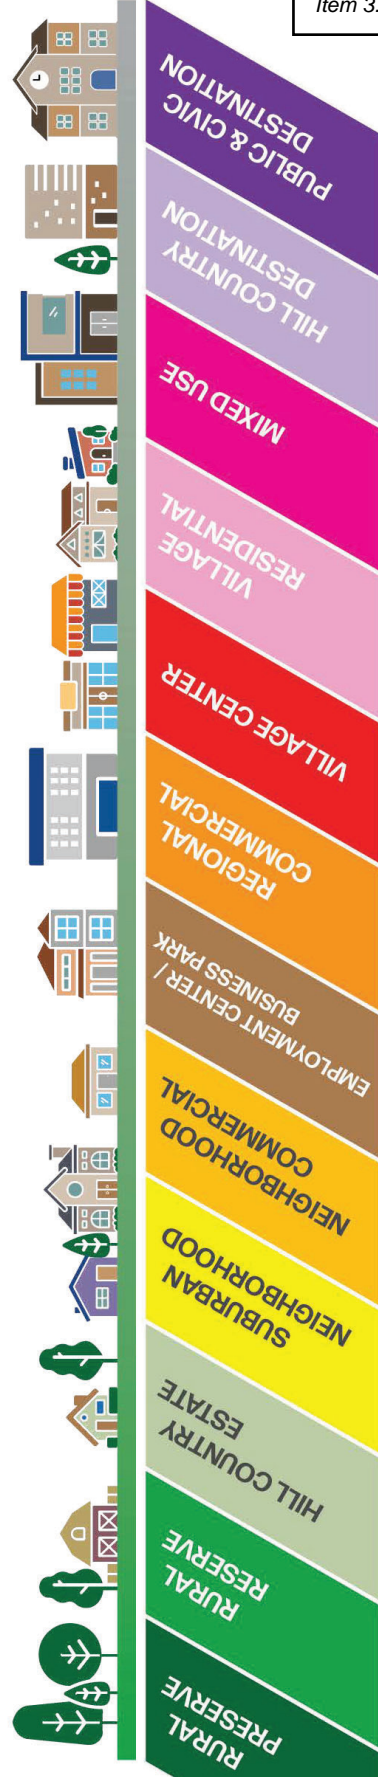 Item 3.
PUBLIC & CIVIC
DESTINATION
HILL COUNTRY
DESTINATION
MIXED USE
VILLAGE
RESIDENTIAL
VILLAGE CENTER
REGIONAL
COMMERCIAL
EMPLOYMENT CENTER /
BUSINESS PARK
NEIGHBORHOOD
COMMERCIAL
SUBURBAN
NEIGHBORHOOD
HILL COUNTRY
ESTATE
RURAL
RESERVE
RURAL
PRESERVE